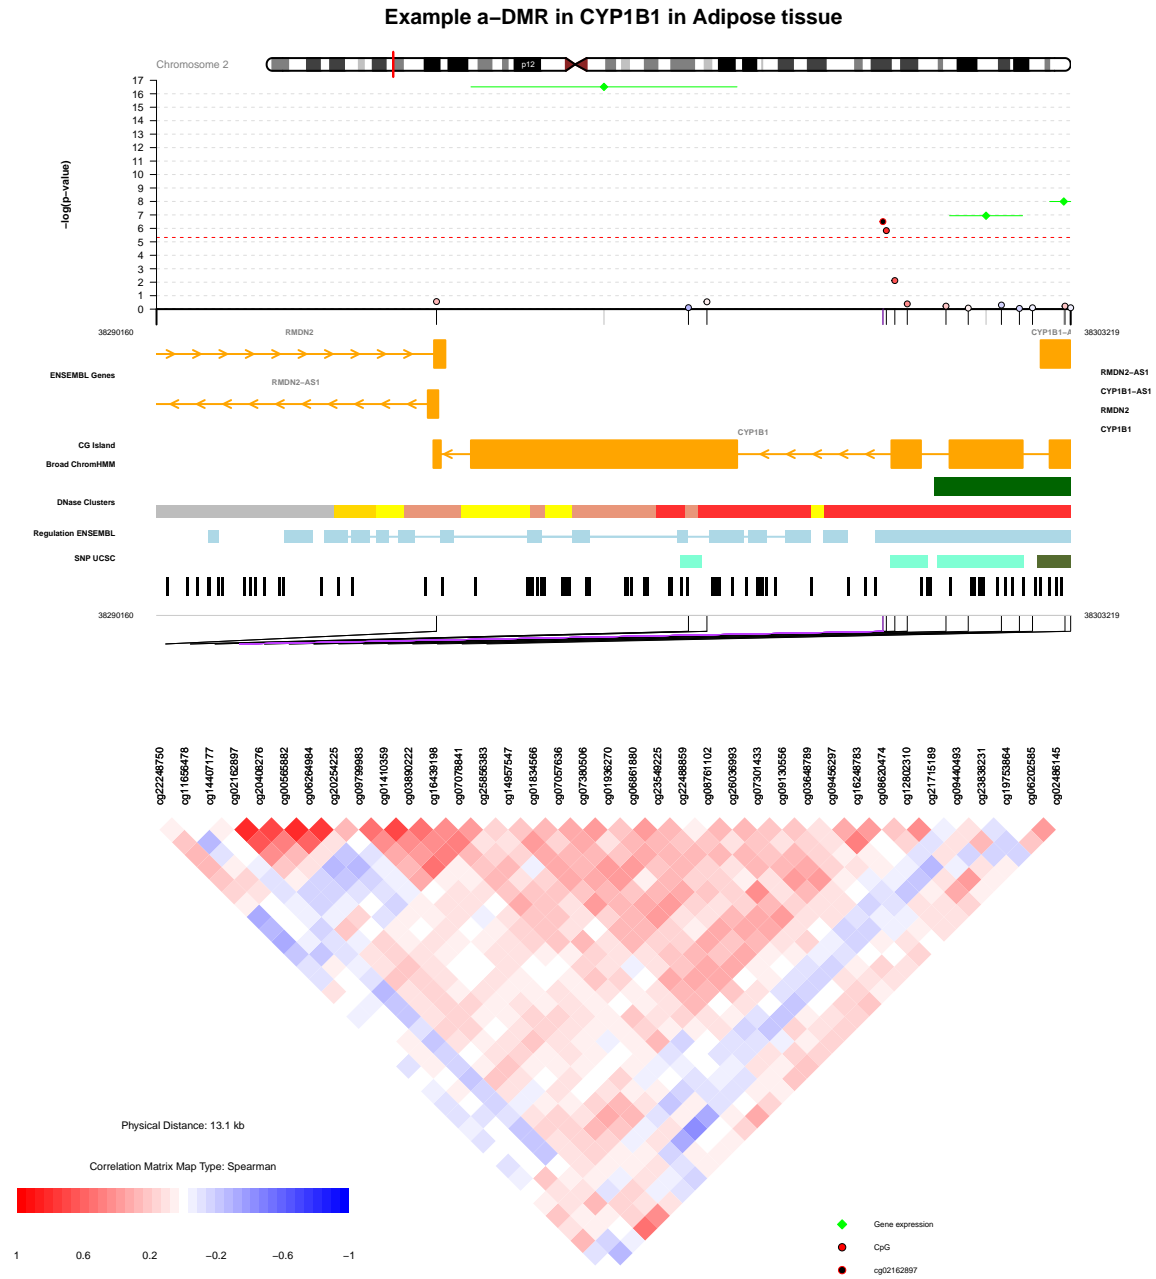 Example a−DMR in CYP1B1 in Adipose tissue
Chromosome 2
p12
−log(p−value)
17
16
15
14
13
12
11
10
9
8
7
6
5
4
3
2
1
0
38290160
38303219
RMDN2
CYP1B1−A
ENSEMBL Genes
RMDN2−AS1
RMDN2−AS1
CYP1B1−AS1
RMDN2
CYP1B1
CYP1B1
CG Island
Broad ChromHMM
DNase Clusters
Regulation ENSEMBL
SNP UCSC
38290160
38303219
cg22248750
cg11656478
cg14407177
cg02162897
cg20408276
cg00565882
cg06264984
cg20254225
cg09799983
cg01410359
cg03890222
cg16439198
cg07078841
cg25856383
cg14957547
cg01834566
cg07057636
cg07380506
cg01936270
cg06861880
cg23548225
cg22488859
cg08761102
cg26036993
cg07301433
cg09130556
cg03648789
cg09456297
cg16248783
cg08620474
cg12802310
cg21715189
cg09440493
cg23838231
cg19753864
cg06202585
cg02486145
Physical Distance: 13.1 kb
Correlation Matrix Map Type: Spearman
1
0.6
0.2
−0.2
−0.6
−1
Gene expression
CpG
cg02162897